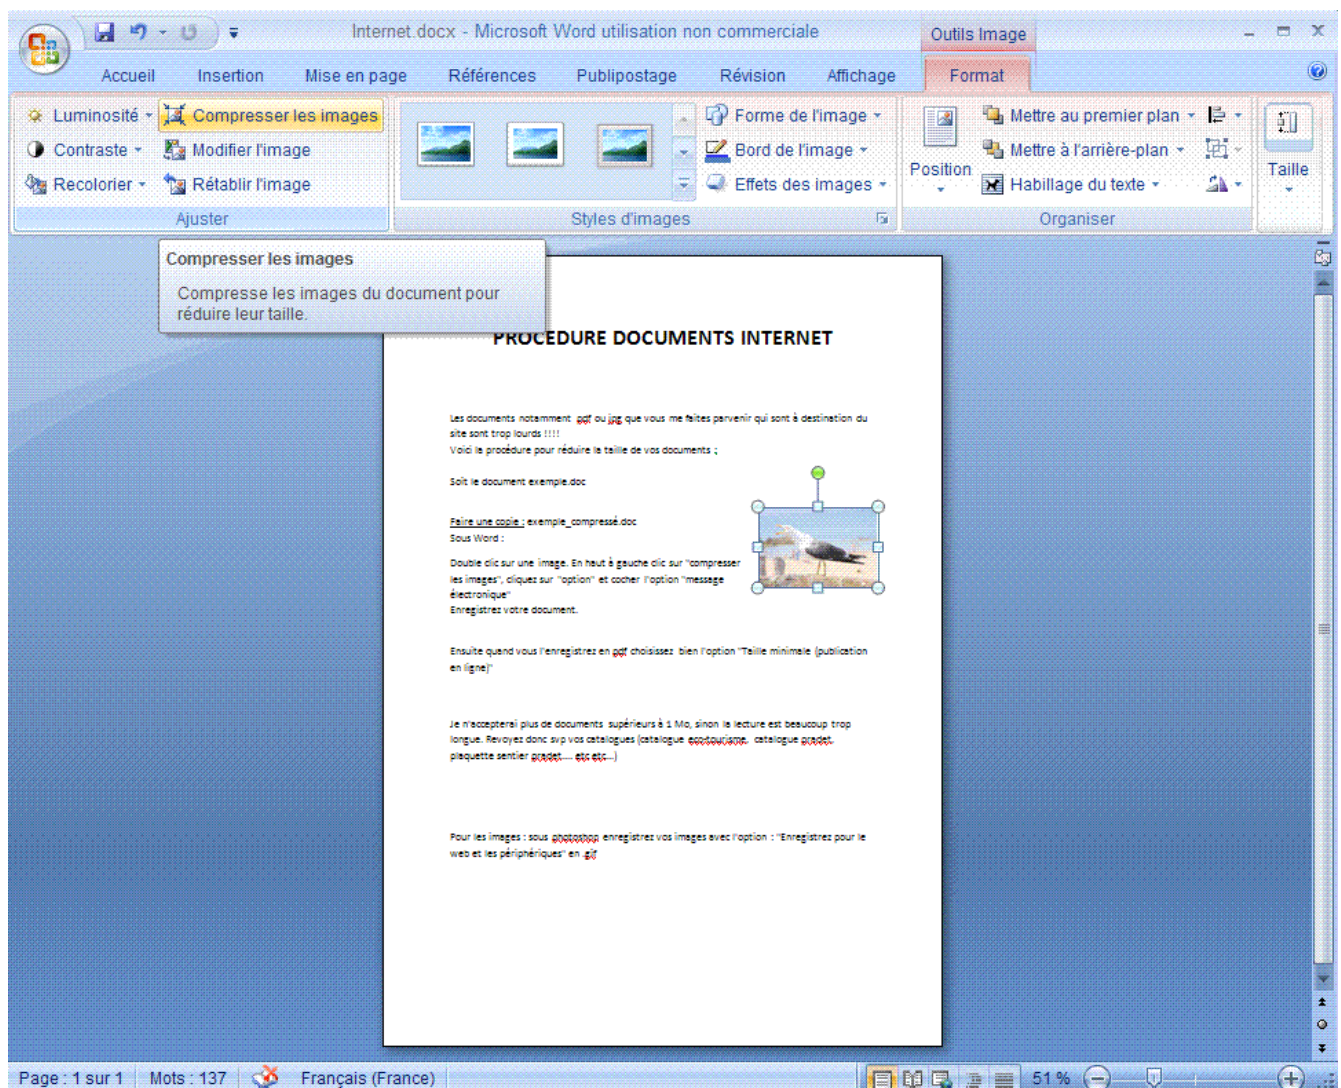 Internet.docx - Microsoft Word utilisation non commerciale
Outils Image
Accueil Insertion Mise en page Références Publipostage Révision Affichage Format
Luminosité Compresser les images Forme de l'image Mettre au premier plan
Contraste Modifier l'image Bord de l'image Position Mettre à l'arrière-plan Taille
Recolorier Rétablir l'image Effets des images Habillage du texte
Ajuster Styles d'images Organiser
Compresser les images
Compresse les images du document pour
réduire leur taille.
PROCEDURE DOCUMENTS INTERNET
Les documents notamment .pdf ou jpg que vous me faites parvenir qui sont à destination du
site sont trop lourds !!!!
Voici la procédure pour réduire la taille de vos documents ;
Soit le document exemple.doc
Faire une copie : exemple_compressé.doc
Sous Word :
Double clic sur une image. En haut à gauche clic sur "compresser
les images", cliquez sur "option" et cocher l'option "message
électronique"
Enregistrez votre document.
Ensuite quand vous l'enregistrez en pdf choisissez bien l'option "Taille minimale (publication
en ligne)"
Je n'accepterai plus de documents supérieurs à 1 Mo, sinon la lecture est beaucoup trop
longue. Revoyez donc svp vos catalogues (catalogue eco-tourisme, catalogue gradet,
plaquette sentier gradet.... etc etc...)
Pour les images : sous photoshop enregistrez vos images avec l'option : "Enregistrez pour le
web et les périphériques" en .gif
Page : 1 sur 1 Mots : 137 Français (France) 51 %